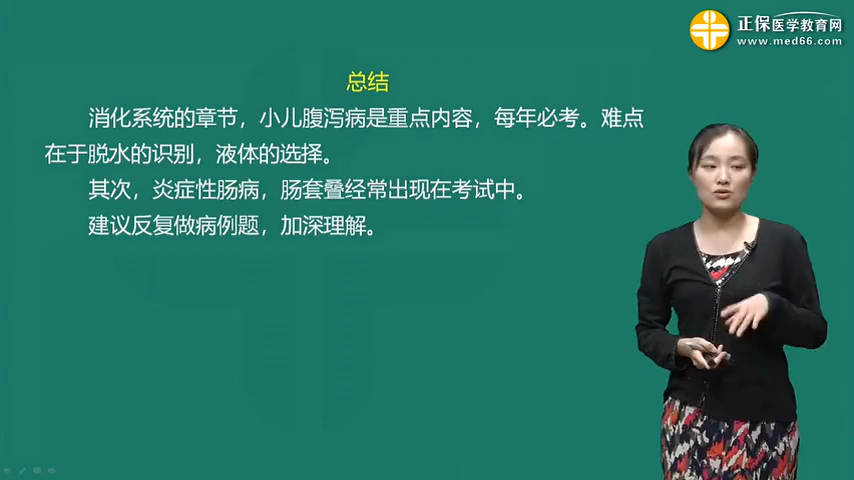 正保医学教育网
www.med66.com
总结
消化系统的章节，小儿腹泻病是重点内容，每年必考。难点
在于脱水的识别，液体的选择。
其次，炎症性肠病，肠套叠经常出现在考试中。
建议反复做病例题，加深理解。